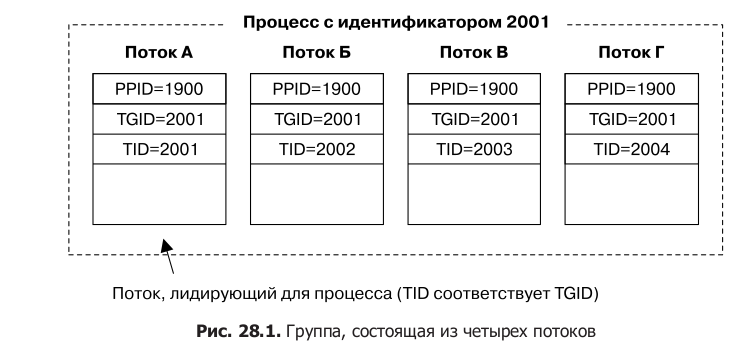 Процесс с идентификатором 2001
Поток А Поток Б Поток В Поток Г
PPID=1900 PPID=1900 PPID=1900 PPID=1900
TGID=2001 TGID=2001 TGID=2001 TGID=2001
TID=2001 TID=2002 TID=2003 TID=2004
Поток, лидирующий для процесса (TID соответствует TGID)
Рис. 28.1. Группа, состоящая из четырех потоков